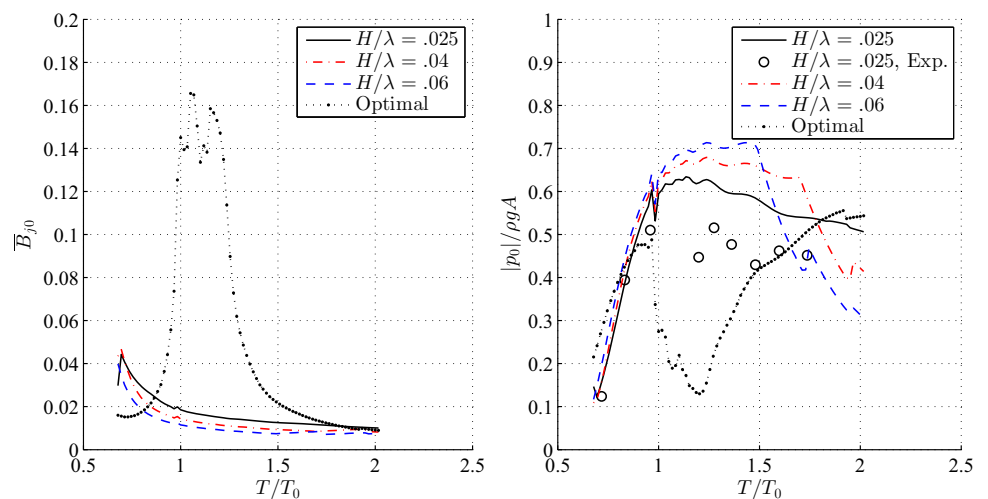 0.2
0.18
0.16
0.14
0.12
0.1
0.08
0.06
0.04
0.02
0
0.5
1
1.5
2
2.5
T/T₀
B̅ⱼ₀
H/λ = .025
H/λ = .04
H/λ = .06
Optimal
1
0.9
0.8
0.7
0.6
0.5
0.4
0.3
0.2
0.1
0
0.5
1
1.5
2
2.5
T/T₀
|p₀|/ρgA
H/λ = .025
H/λ = .025, Exp.
H/λ = .04
H/λ = .06
Optimal